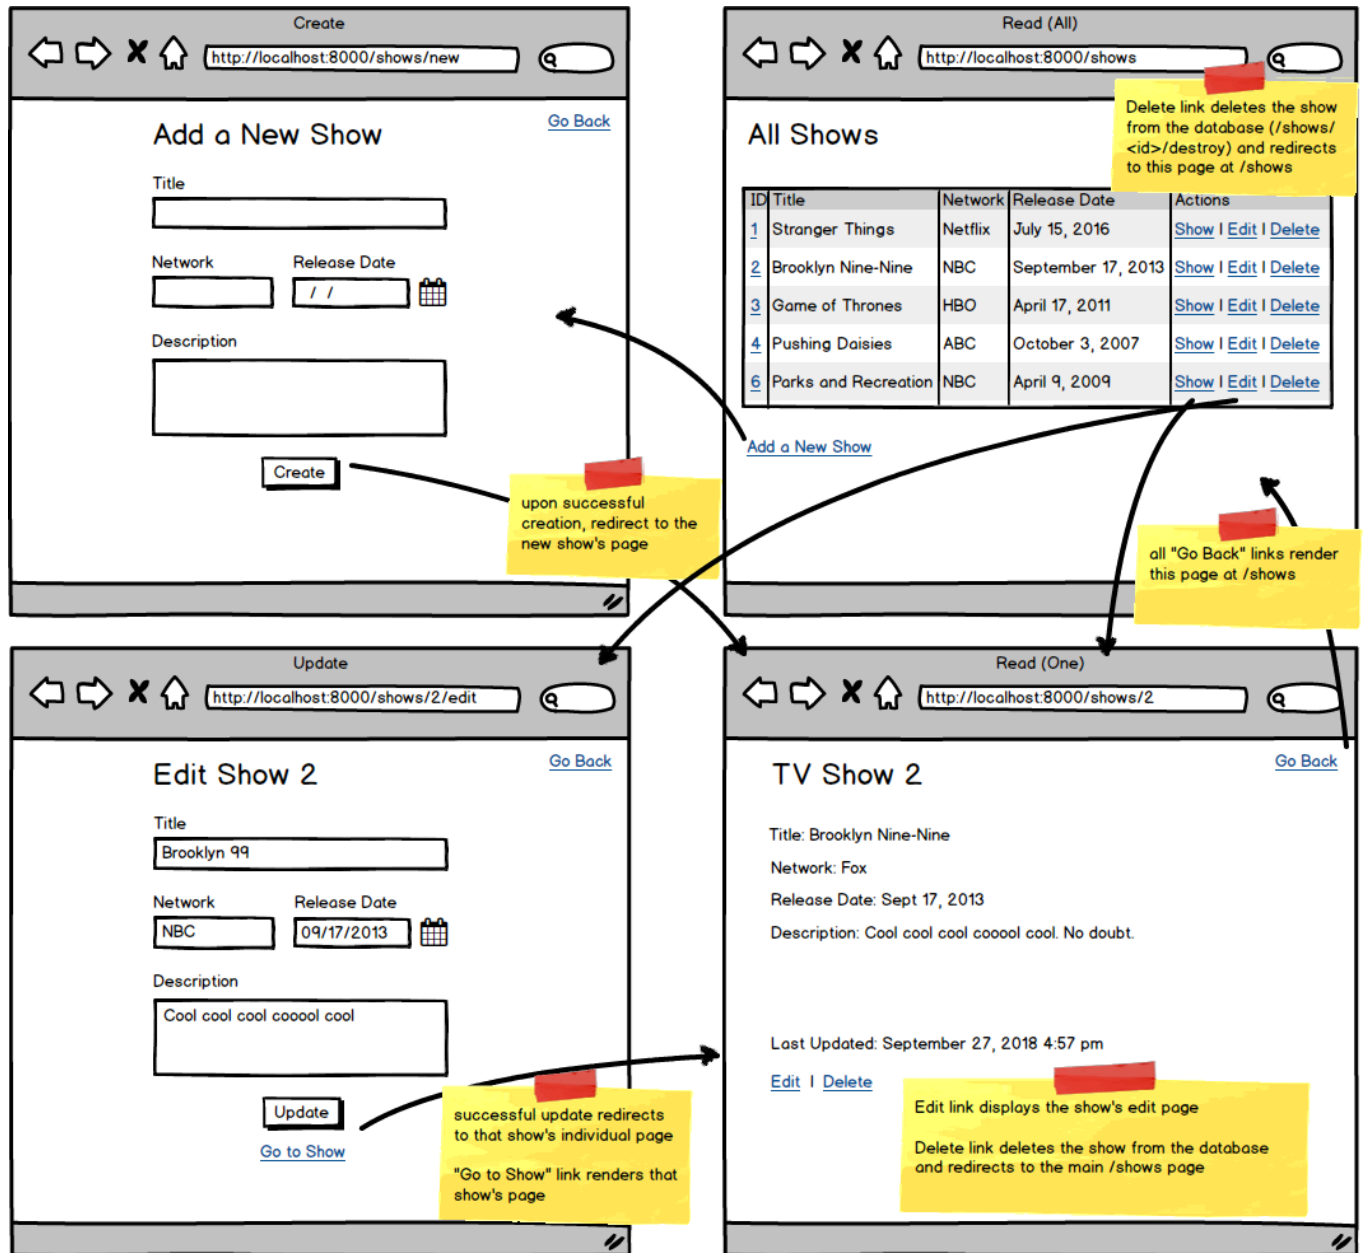 Create
http://localhost:8000/shows/new
Add a New Show
Go Back
Title
Network Release Date
/ /
Description
Create
upon successful
creation, redirect to the
new show's page
Read (All)
http://localhost:8000/shows
Delete link deletes the show
from the database (/shows/
<id>/destroy) and redirects
to this page at /shows
All Shows
ID Title Network Release Date Actions
1 Stranger Things Netflix July 15, 2016 Show | Edit | Delete
2 Brooklyn Nine-Nine NBC September 17, 2013 Show | Edit | Delete
3 Game of Thrones HBO April 17, 2011 Show | Edit | Delete
4 Pushing Daisies ABC October 3, 2007 Show | Edit | Delete
6 Parks and Recreation NBC April 9, 2009 Show | Edit | Delete
Add a New Show
all "Go Back" links render
this page at /shows
Update
http://localhost:8000/shows/2/edit
Edit Show 2
Go Back
Title
Brooklyn 99
Network Release Date
NBC 09/17/2013
Description
Cool cool cool cooool cool
Update
Go to Show
successful update redirects
to that show's individual page
"Go to Show" link renders that
show's page
Read (One)
http://localhost:8000/shows/2
TV Show 2
Go Back
Title: Brooklyn Nine-Nine
Network: Fox
Release Date: Sept 17, 2013
Description: Cool cool cool cooool cool. No doubt.
Last Updated: September 27, 2018 4:57 pm
Edit | Delete
Edit link displays the show's edit page
Delete link deletes the show from the database
and redirects to the main /shows page